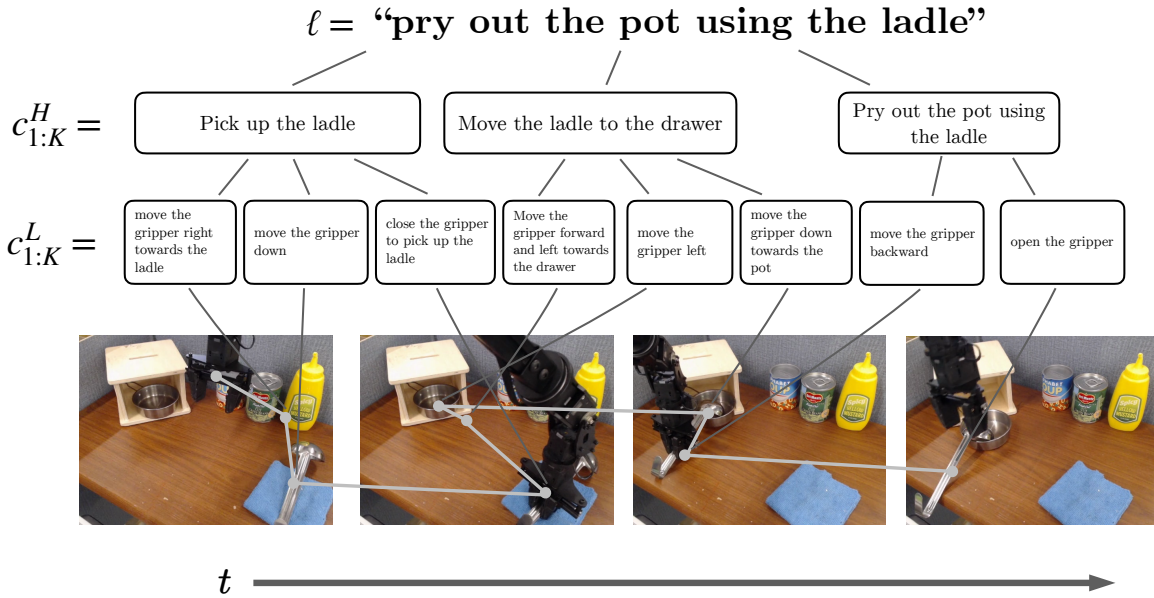 ℓ = “pry out the pot using the ladle”
c^H_{1:K} =
Pick up the ladle
Move the ladle to the drawer
Pry out the pot using
the ladle
c^L_{1:K} =
move the
gripper right
towards the
ladle
move the gripper
down
close the gripper
to pick up the
ladle
Move the
gripper forward
and left towards
the drawer
move the
gripper left
move the
gripper down
towards the
pot
move the gripper
backward
open the gripper
t